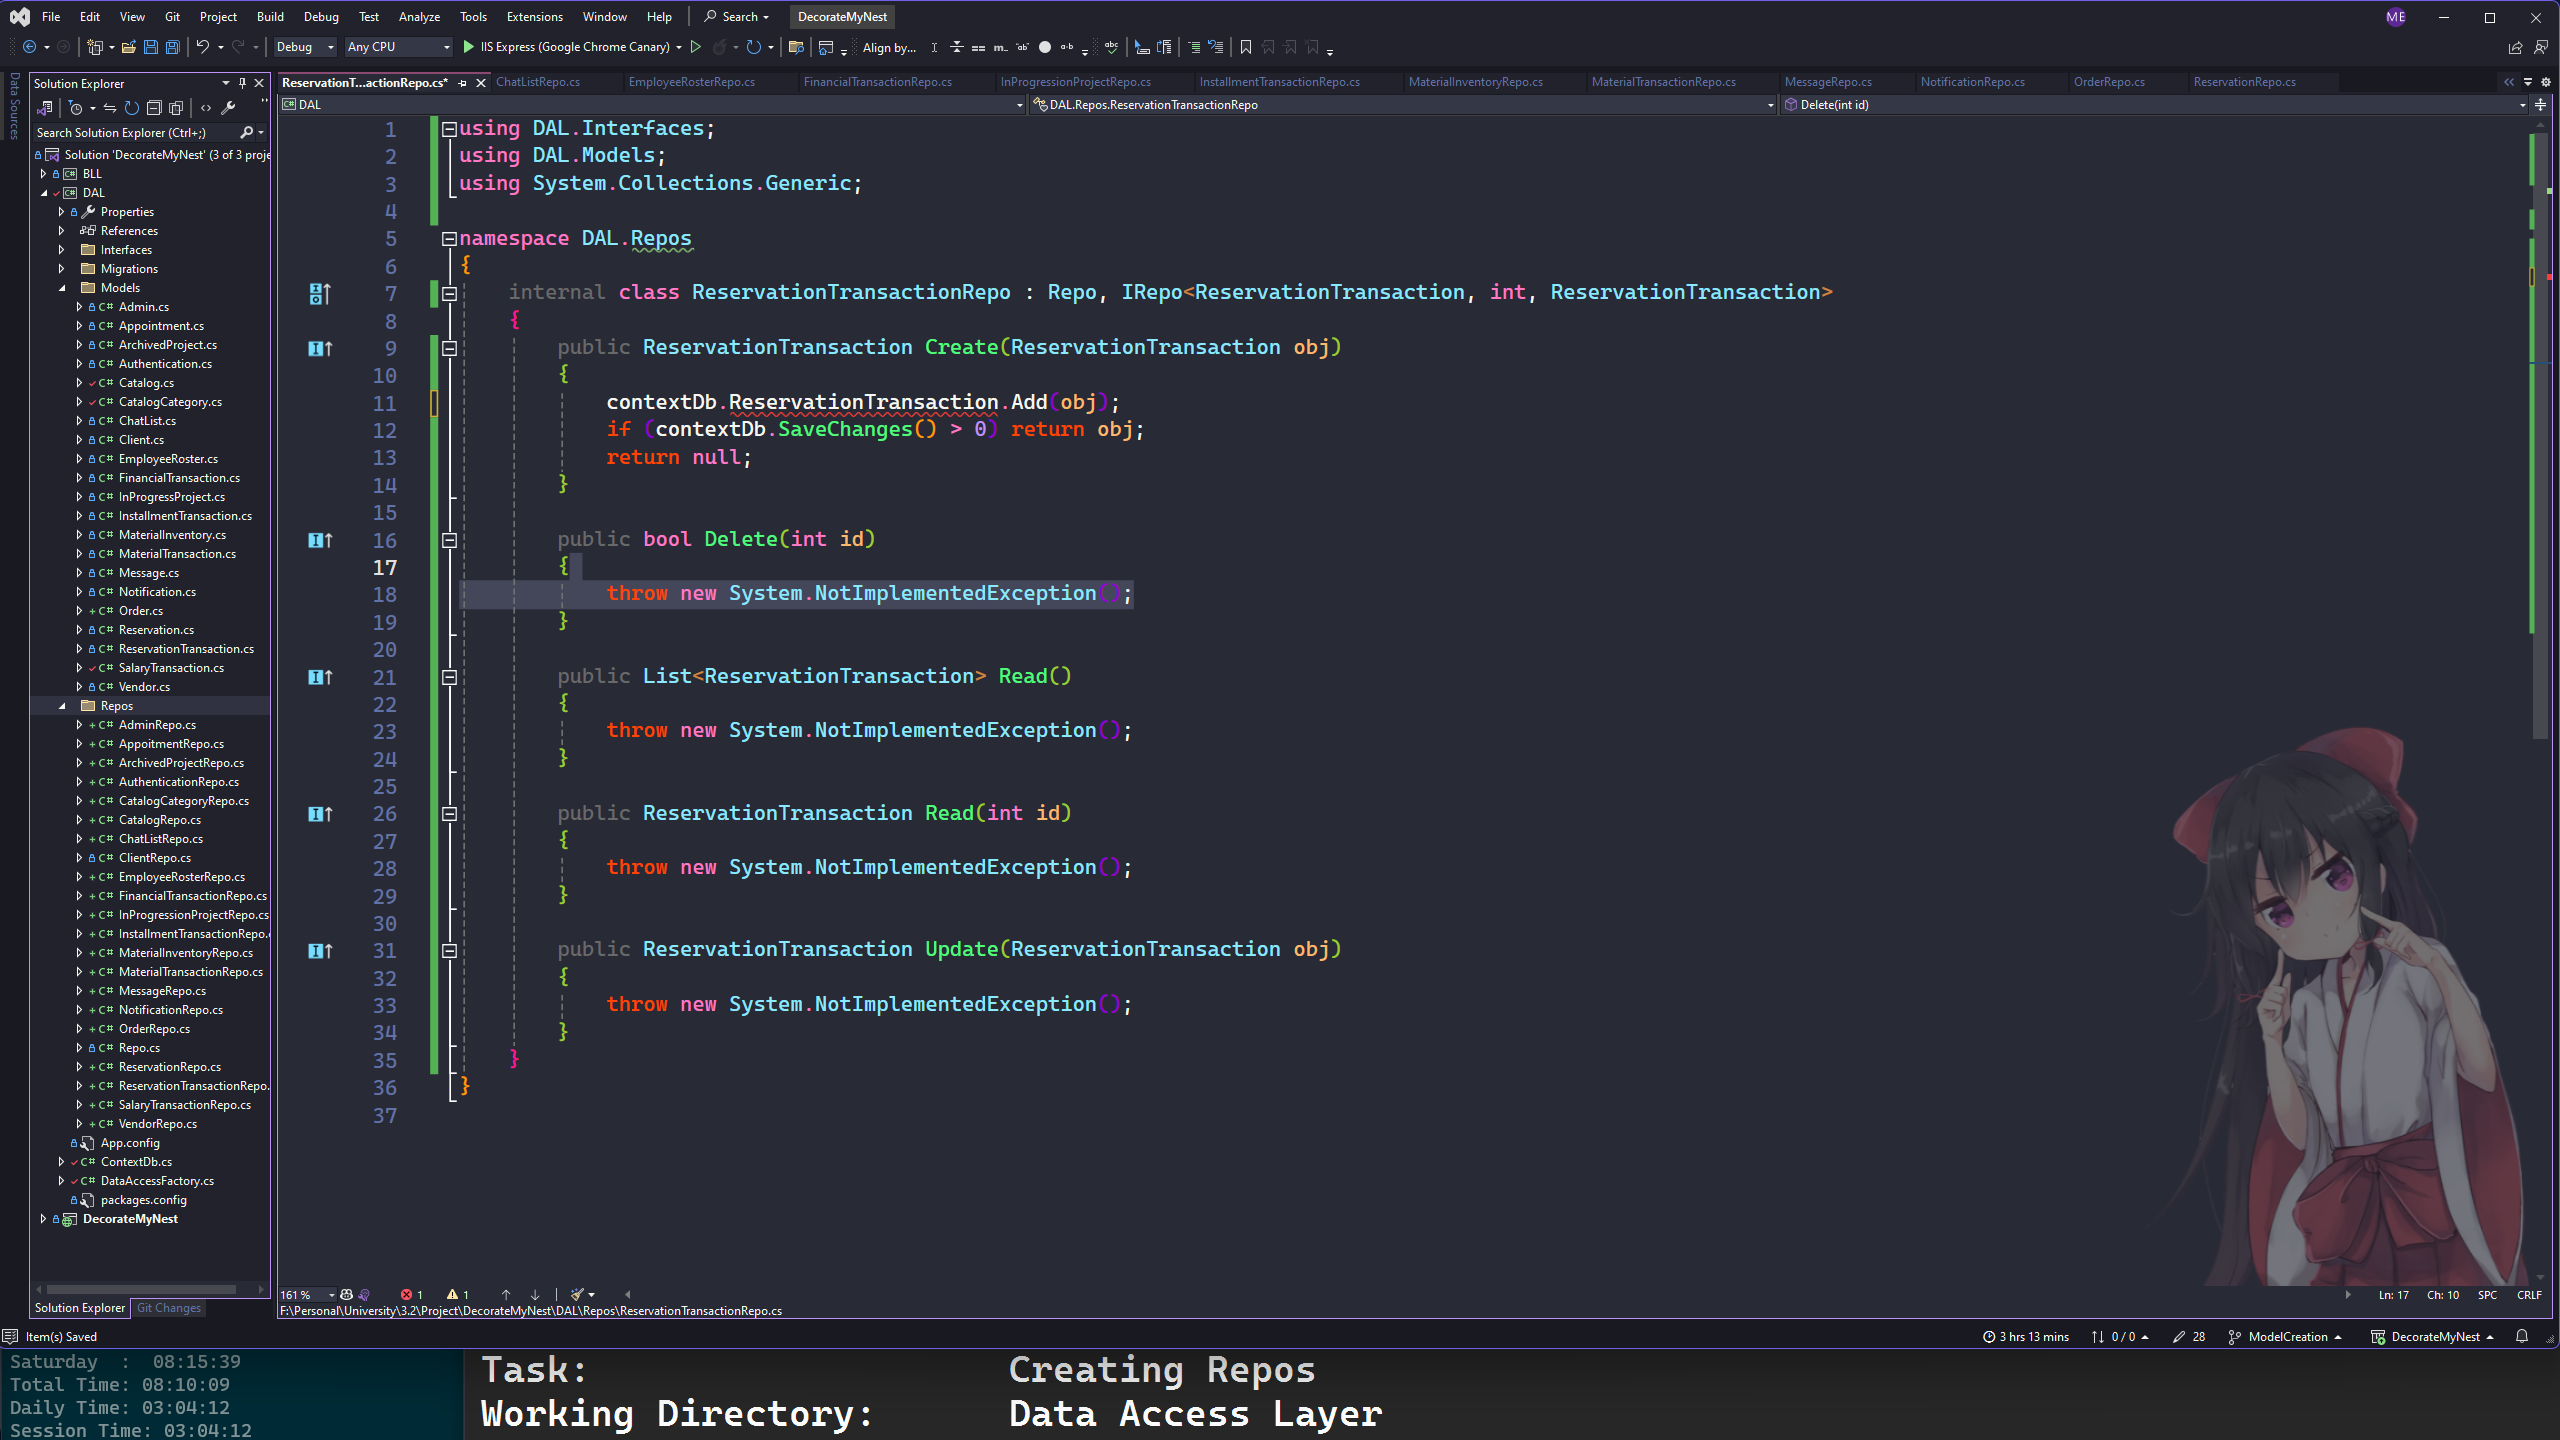 File Edit View Git Project Build Debug Test Analyze Tools Extensions Window Help Search DecorateMyNest ME
Debug Any CPU IIS Express (Google Chrome Canary) Align by...
Data Sources
Solution Explorer
Search Solution Explorer (Ctrl+;)
Solution 'DecorateMyNest' (3 of 3 proje
BLL
DAL
Properties
References
Interfaces
Migrations
Models
Admin.cs
Appointment.cs
ArchivedProject.cs
Authentication.cs
Catalog.cs
CatalogCategory.cs
ChatList.cs
Client.cs
EmployeeRoster.cs
FinancialTransaction.cs
InProgressProject.cs
InstallmentTransaction.cs
MaterialInventory.cs
MaterialTransaction.cs
Message.cs
Notification.cs
Order.cs
Reservation.cs
ReservationTransaction.cs
SalaryTransaction.cs
Vendor.cs
Repos
AdminRepo.cs
AppoitmentRepo.cs
ArchivedProjectRepo.cs
AuthenticationRepo.cs
CatalogCategoryRepo.cs
CatalogRepo.cs
ChatListRepo.cs
ClientRepo.cs
EmployeeRosterRepo.cs
FinancialTransactionRepo.cs
InProgressionProjectRepo.cs
InstallmentTransactionRepo.
MaterialInventoryRepo.cs
MaterialTransactionRepo.cs
MessageRepo.cs
NotificationRepo.cs
OrderRepo.cs
Repo.cs
ReservationRepo.cs
ReservationTransactionRepo.
SalaryTransactionRepo.cs
VendorRepo.cs
App.config
ContextDb.cs
DataAccessFactory.cs
packages.config
DecorateMyNest
Solution Explorer Git Changes
ReservationT...actionRepo.cs* ChatListRepo.cs EmployeeRosterRepo.cs FinancialTransactionRepo.cs InProgressionProjectRepo.cs InstallmentTransactionRepo.cs MaterialInventoryRepo.cs MaterialTransactionRepo.cs MessageRepo.cs NotificationRepo.cs OrderRepo.cs ReservationRepo.cs
DAL DAL.Repos.ReservationTransactionRepo Delete(int id)
1 using DAL.Interfaces;
2 using DAL.Models;
3 using System.Collections.Generic;
4
5 namespace DAL.Repos
6 {
7 internal class ReservationTransactionRepo : Repo, IRepo<ReservationTransaction, int, ReservationTransaction>
8 {
9 public ReservationTransaction Create(ReservationTransaction obj)
10 {
11 contextDb.ReservationTransaction.Add(obj);
12 if (contextDb.SaveChanges() > 0) return obj;
13 return null;
14 }
15
16 public bool Delete(int id)
17 {
18 throw new System.NotImplementedException();
19 }
20
21 public List<ReservationTransaction> Read()
22 {
23 throw new System.NotImplementedException();
24 }
25
26 public ReservationTransaction Read(int id)
27 {
28 throw new System.NotImplementedException();
29 }
30
31 public ReservationTransaction Update(ReservationTransaction obj)
32 {
33 throw new System.NotImplementedException();
34 }
35 }
36 }
37
161 % 1 1 Ln: 17 Ch: 10 SPC CRLF
F:\Personal\University\3.2\Project\DecorateMyNest\DAL\Repos\ReservationTransactionRepo.cs
Item(s) Saved 3 hrs 13 mins 0 / 0 28 ModelCreation DecorateMyNest
Saturday : 08:15:39
Total Time: 08:10:09
Daily Time: 03:04:12
Session Time: 03:04:12
Task: Creating Repos
Working Directory: Data Access Layer